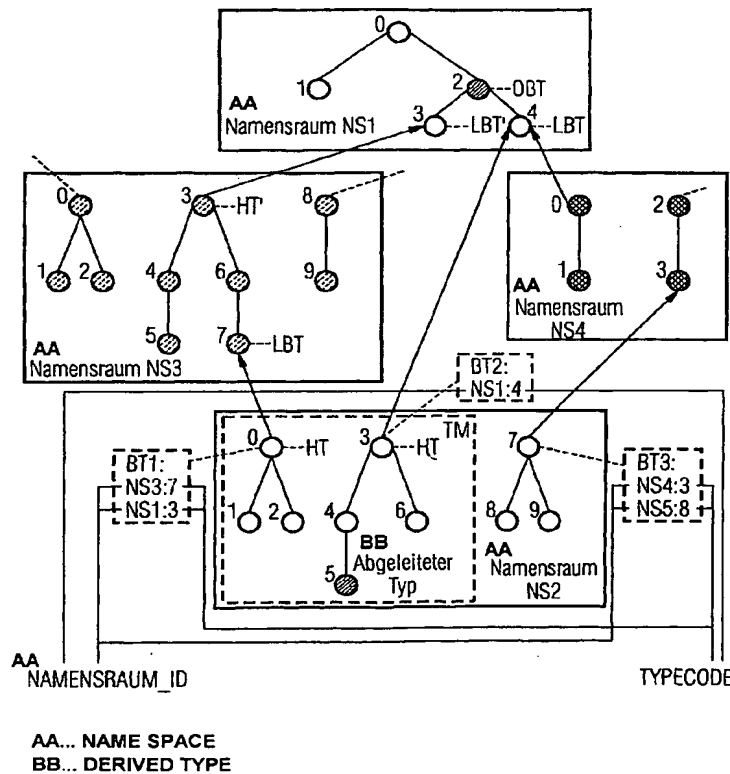 0
1
2 OBT
AA
3 LBT' 4 LBT
Namensraum NS1
0 3 HT' 8
1 2 4 6 9
5 7 LBT
AA
Namensraum NS3
0 2
1 3
AA
Namensraum
NS4
BT2:
NS1:4
TM
BT1:
NS3:7
NS1:3
0 HT 3 HT 7
BT3:
NS4:3
NS5:8
1 2 4 6 8 9
BB
Abgeleiteter
Typ
5
AA
Namensraum
NS2
AA
NAMENSRAUM_ID
TYPECODE
AA... NAME SPACE
BB... DERIVED TYPE